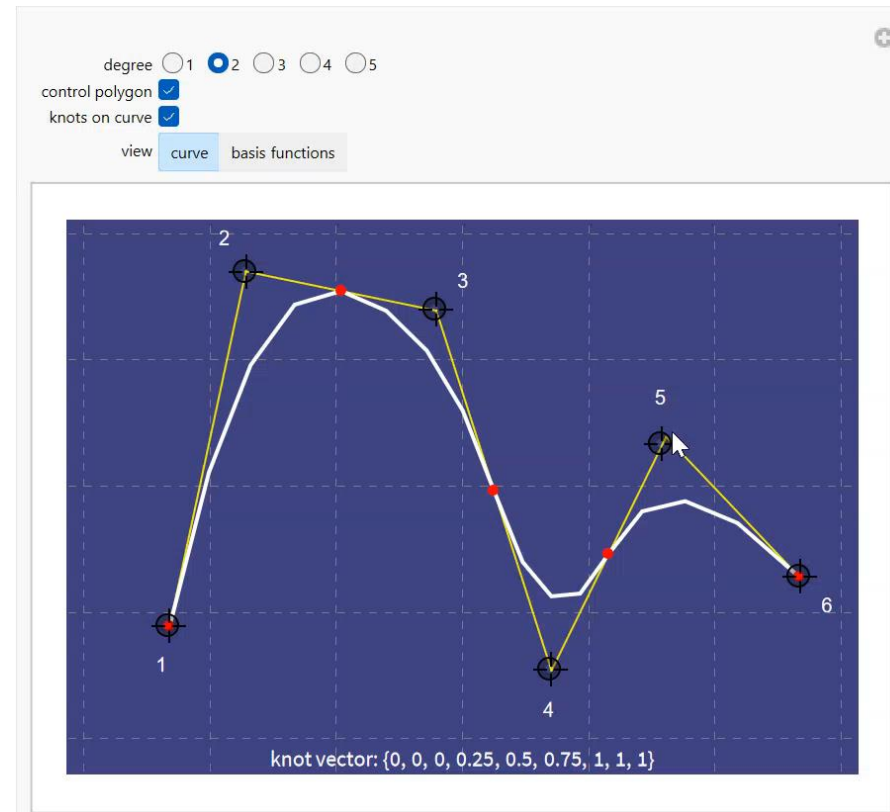 degree 1 2 3 4 5
control polygon
knots on curve
view curve basis functions
2
3
5
1
6
4
knot vector: {0, 0, 0, 0.25, 0.5, 0.75, 1, 1, 1}